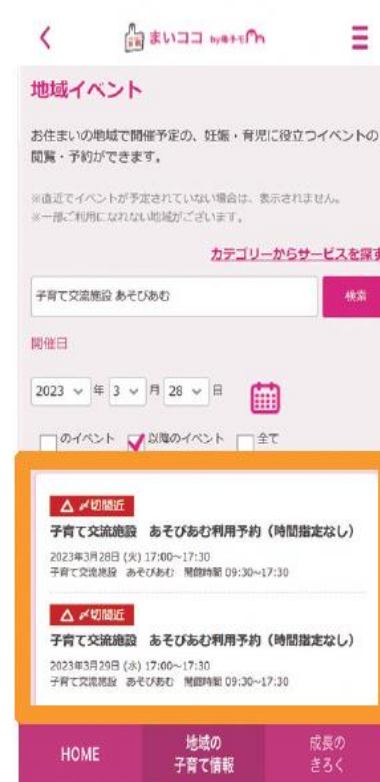 まいココ by母子モ
地域イベント
お住まいの地域で開催予定の、妊娠・育児に役立つイベントの
閲覧・予約ができます。
※直近でイベントが予定されていない場合は、表示されません。
※一部ご利用になれない地域がございます。
カテゴリーからサービスを探す
子育て交流施設 あそびあむ
検索
開催日
2023 年 3 月 28 日
のイベント 以降のイベント 全て
〆切間近
子育て交流施設 あそびあむ利用予約（時間指定なし）
2023年3月28日 (火) 17:00~17:30
子育て交流施設 あそびあむ 開館時間 09:30~17:30
〆切間近
子育て交流施設 あそびあむ利用予約（時間指定なし）
2023年3月29日 (水) 17:00~17:30
子育て交流施設 あそびあむ 開館時間 09:30~17:30
HOME
地域の
子育て情報
成長の
きろく